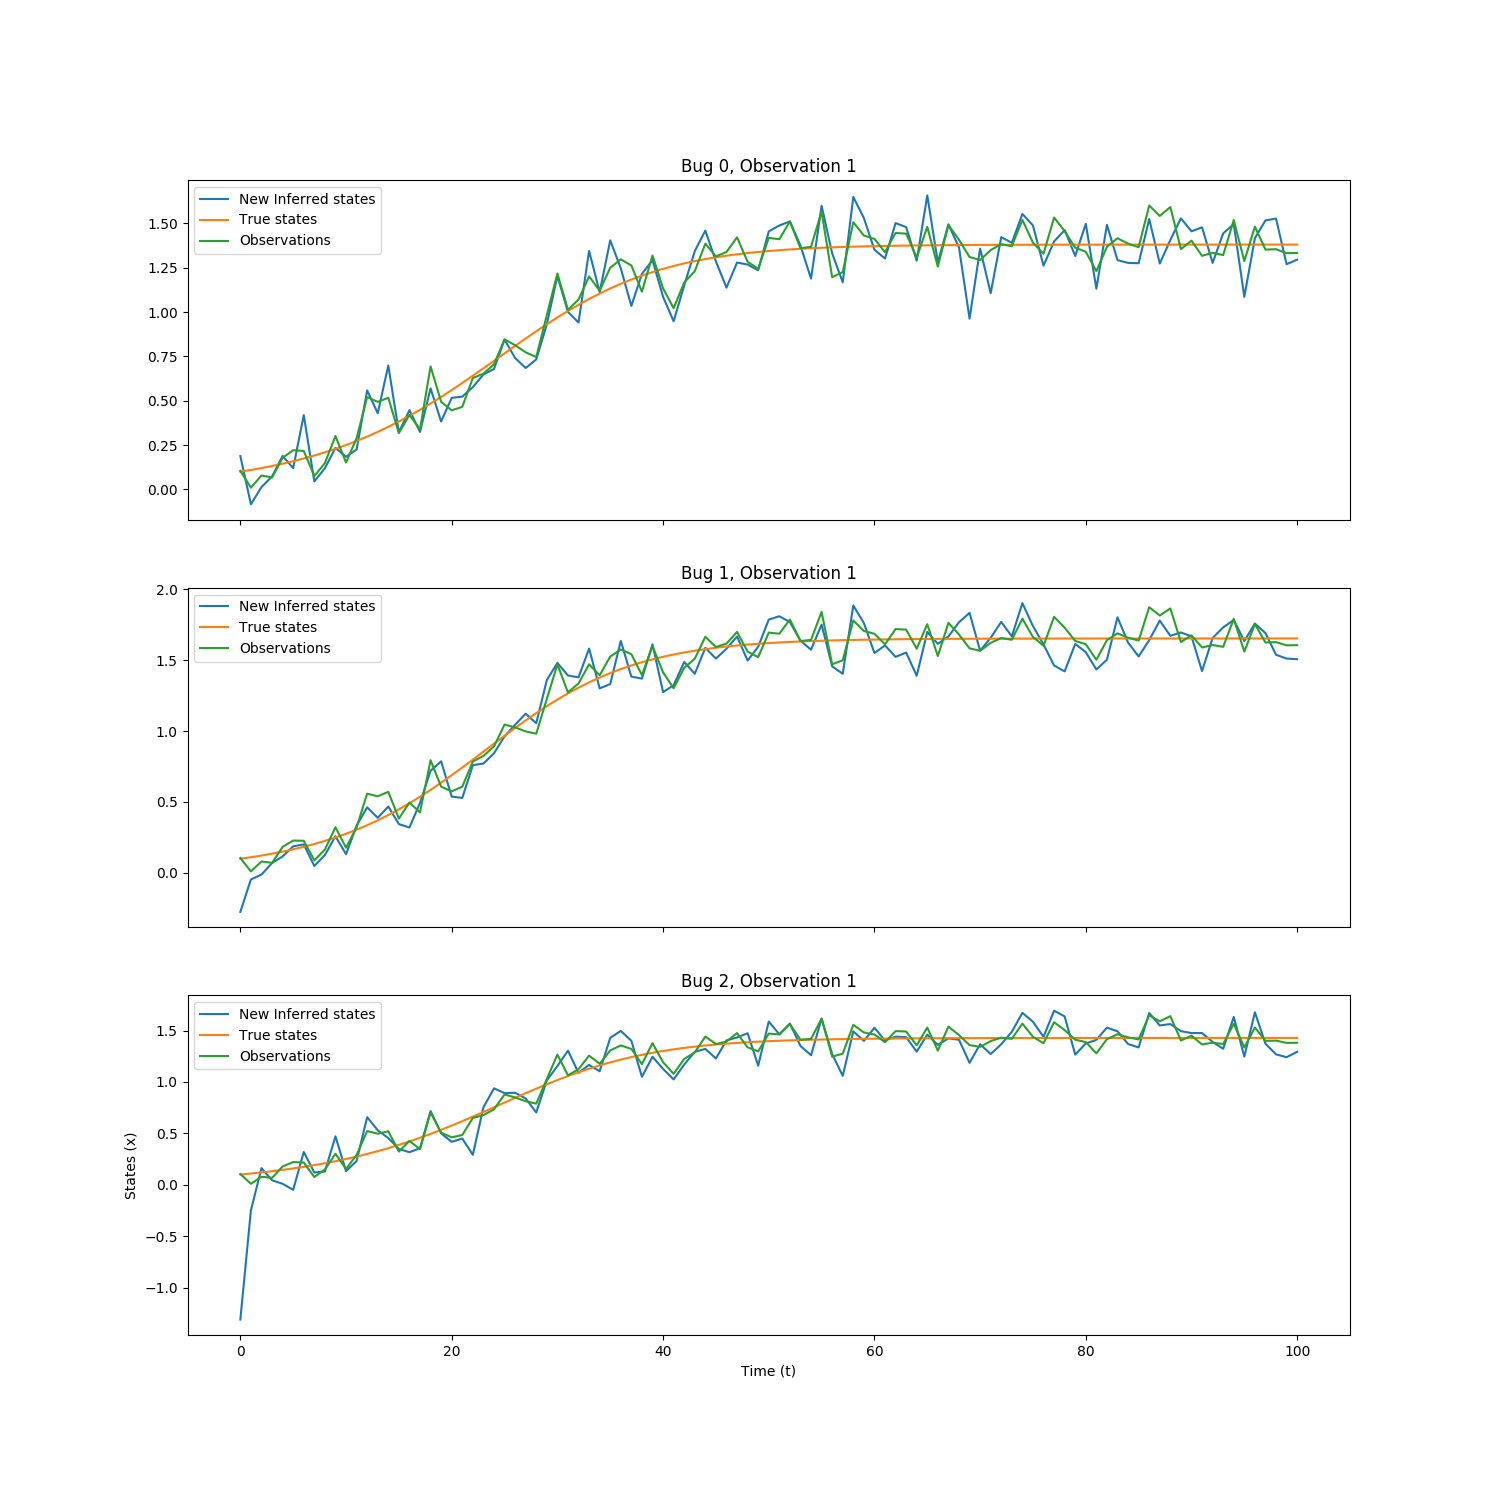 Bug 0, Observation 1
New Inferred states
True states
Observations
1.50
1.25
1.00
0.75
0.50
0.25
0.00
Bug 1, Observation 1
New Inferred states
True states
Observations
2.0
1.5
1.0
0.5
0.0
Bug 2, Observation 1
New Inferred states
True states
Observations
1.5
1.0
0.5
0.0
−0.5
−1.0
States (x)
0 20 40 60 80 100
Time (t)